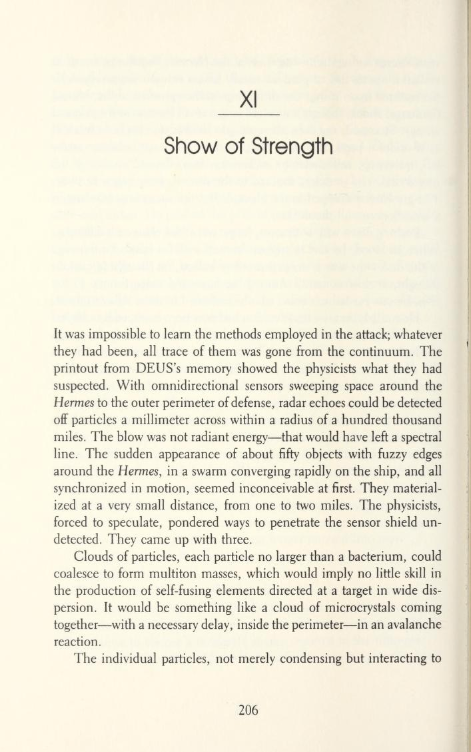 XI
Show of Strength
It was impossible to learn the methods employed in the attack; whatever
they had been, all trace of them was gone from the continuum. The
printout from DEUS's memory showed the physicists what they had
suspected. With omnidirectional sensors sweeping space around the
Hermes to the outer perimeter of defense, radar echoes could be detected
off particles a millimeter across within a radius of a hundred thousand
miles. The blow was not radiant energy—that would have left a spectral
line. The sudden appearance of about fifty objects with fuzzy edges
around the Hermes, in a swarm converging rapidly on the ship, and all
synchronized in motion, seemed inconceivable at first. They material-
ized at a very small distance, from one to two miles. The physicists,
forced to speculate, pondered ways to penetrate the sensor shield un-
detected. They came up with three.
Clouds of particles, each particle no larger than a bacterium, could
coalesce to form multiton masses, which would imply no little skill in
the production of self-fusing elements directed at a target in wide dis-
persion. It would be something like a cloud of microcrystals coming
together—with a necessary delay, inside the perimeter—in an avalanche
reaction.
The individual particles, not merely condensing but interacting to
206